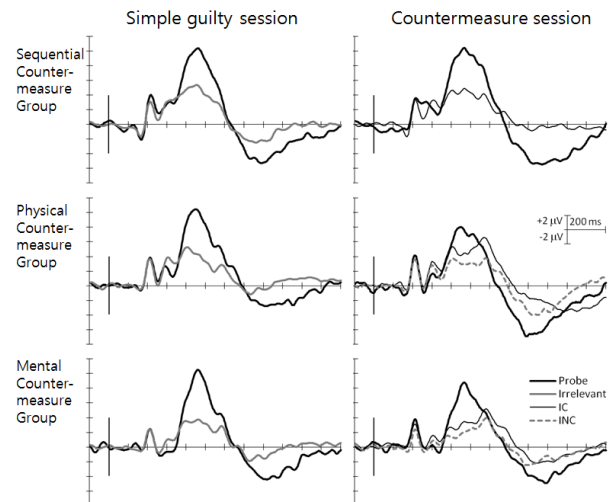 Simple guilty session
Countermeasure session
Sequential
Counter-
measure
Group
Physical
Counter-
measure
Group
+2 μV
200 ms
-2 μV
Mental
Counter-
measure
Group
Probe
Irrelevant
IC
INC